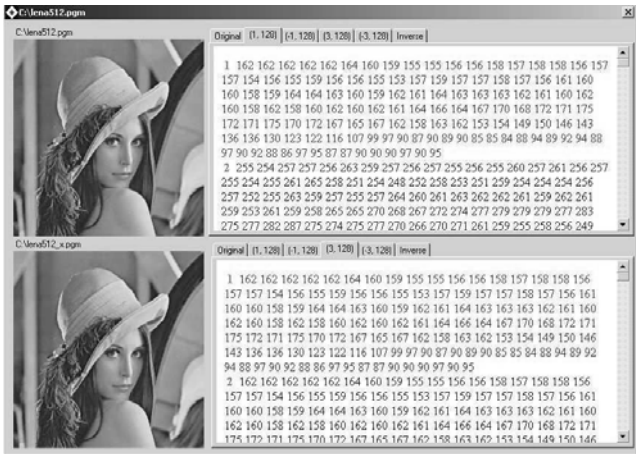 C:\lena512.pgm
C:\lena512.pgm
Original (1, 128) (-1, 128) (3, 128) (-3, 128) Inverse
1 162 162 162 162 162 164 160 159 155 155 156 156 158 157 158 158 156 157
157 154 156 155 159 156 156 155 153 157 159 157 157 158 157 156 161 160
160 158 159 164 164 163 160 159 162 161 164 163 163 163 162 161 160 162
160 158 162 158 160 162 160 162 161 164 166 164 167 170 168 172 171 175
172 171 175 170 172 167 165 167 162 158 163 162 153 154 149 150 146 143
136 136 130 123 122 116 107 99 97 90 87 90 89 90 85 85 84 88 94 89 92 94 88
97 90 92 88 86 97 95 87 87 90 90 90 97 90 95
2 255 254 257 257 256 263 259 257 256 257 255 256 255 260 257 261 256 257
255 254 255 261 265 258 251 254 248 252 258 253 251 259 254 254 254 256
257 252 255 263 259 257 255 257 264 260 261 263 262 262 261 259 262 261
259 253 261 259 258 265 265 270 268 267 272 274 277 279 279 279 277 283
275 277 282 287 275 275 274 277 270 266 270 271 265 259 255 258 256 249
C:\lena512_x.pgm
Original (1, 128) (-1, 128) (3, 128) (-3, 128) Inverse
1 162 162 162 162 162 164 160 159 155 155 156 156 156 158 157 158 158 156
157 157 154 156 155 159 156 156 155 153 157 159 157 157 158 157 156 161
160 160 158 159 164 164 163 160 159 162 161 164 163 163 163 162 161 160
162 160 158 162 158 160 162 160 162 161 164 166 164 167 170 168 172 171
175 172 171 175 170 172 167 165 167 162 158 163 162 153 154 149 150 146
143 136 136 130 123 122 116 107 99 97 90 87 90 89 90 85 85 84 88 94 89 92
94 88 97 90 92 88 86 97 95 87 87 90 90 90 97 90 95
2 162 162 162 162 162 164 160 159 155 155 156 156 156 158 157 158 158 156
157 157 154 156 155 159 156 156 155 153 157 159 157 157 158 157 156 161
160 160 158 159 164 164 163 160 159 162 161 164 163 163 163 162 161 160
162 160 158 162 158 160 162 160 162 161 164 166 164 167 170 168 172 171
175 172 171 175 170 172 167 165 167 162 158 163 162 153 154 149 150 146